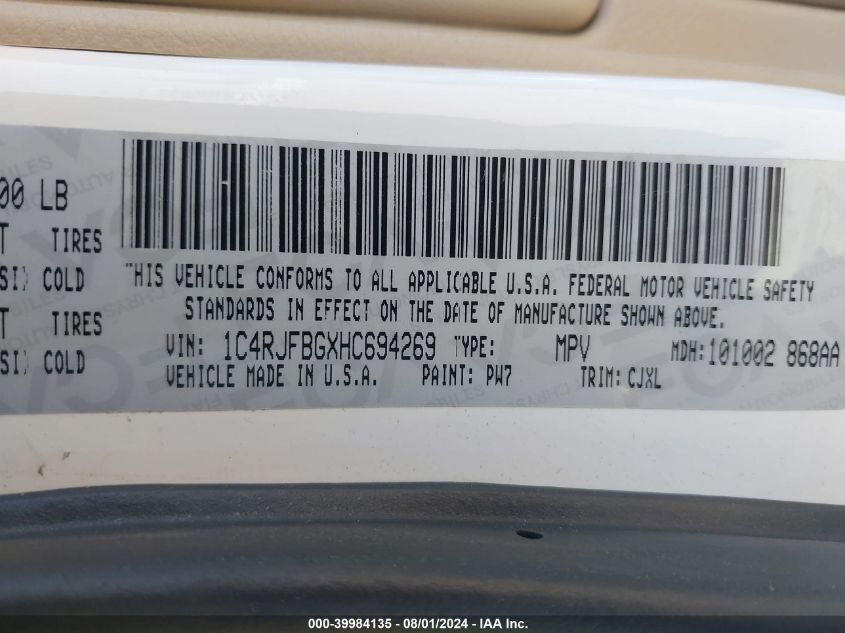 00 LB
T TIRES
SI) COLD
T TIRES
SI) COLD
THIS VEHICLE CONFORMS TO ALL APPLICABLE U.S.A. FEDERAL MOTOR VEHICLE SAFETY
STANDARDS IN EFFECT ON THE DATE OF MANUFACTURE SHOWN ABOVE.
VIN: 1C4RJFBGXHC694269 TYPE: MPV MDH:101002 868AA
VEHICLE MADE IN U.S.A. PAINT: PW7 TRIM: CJXL
000-39984135 - 08/01/2024 - IAA Inc.